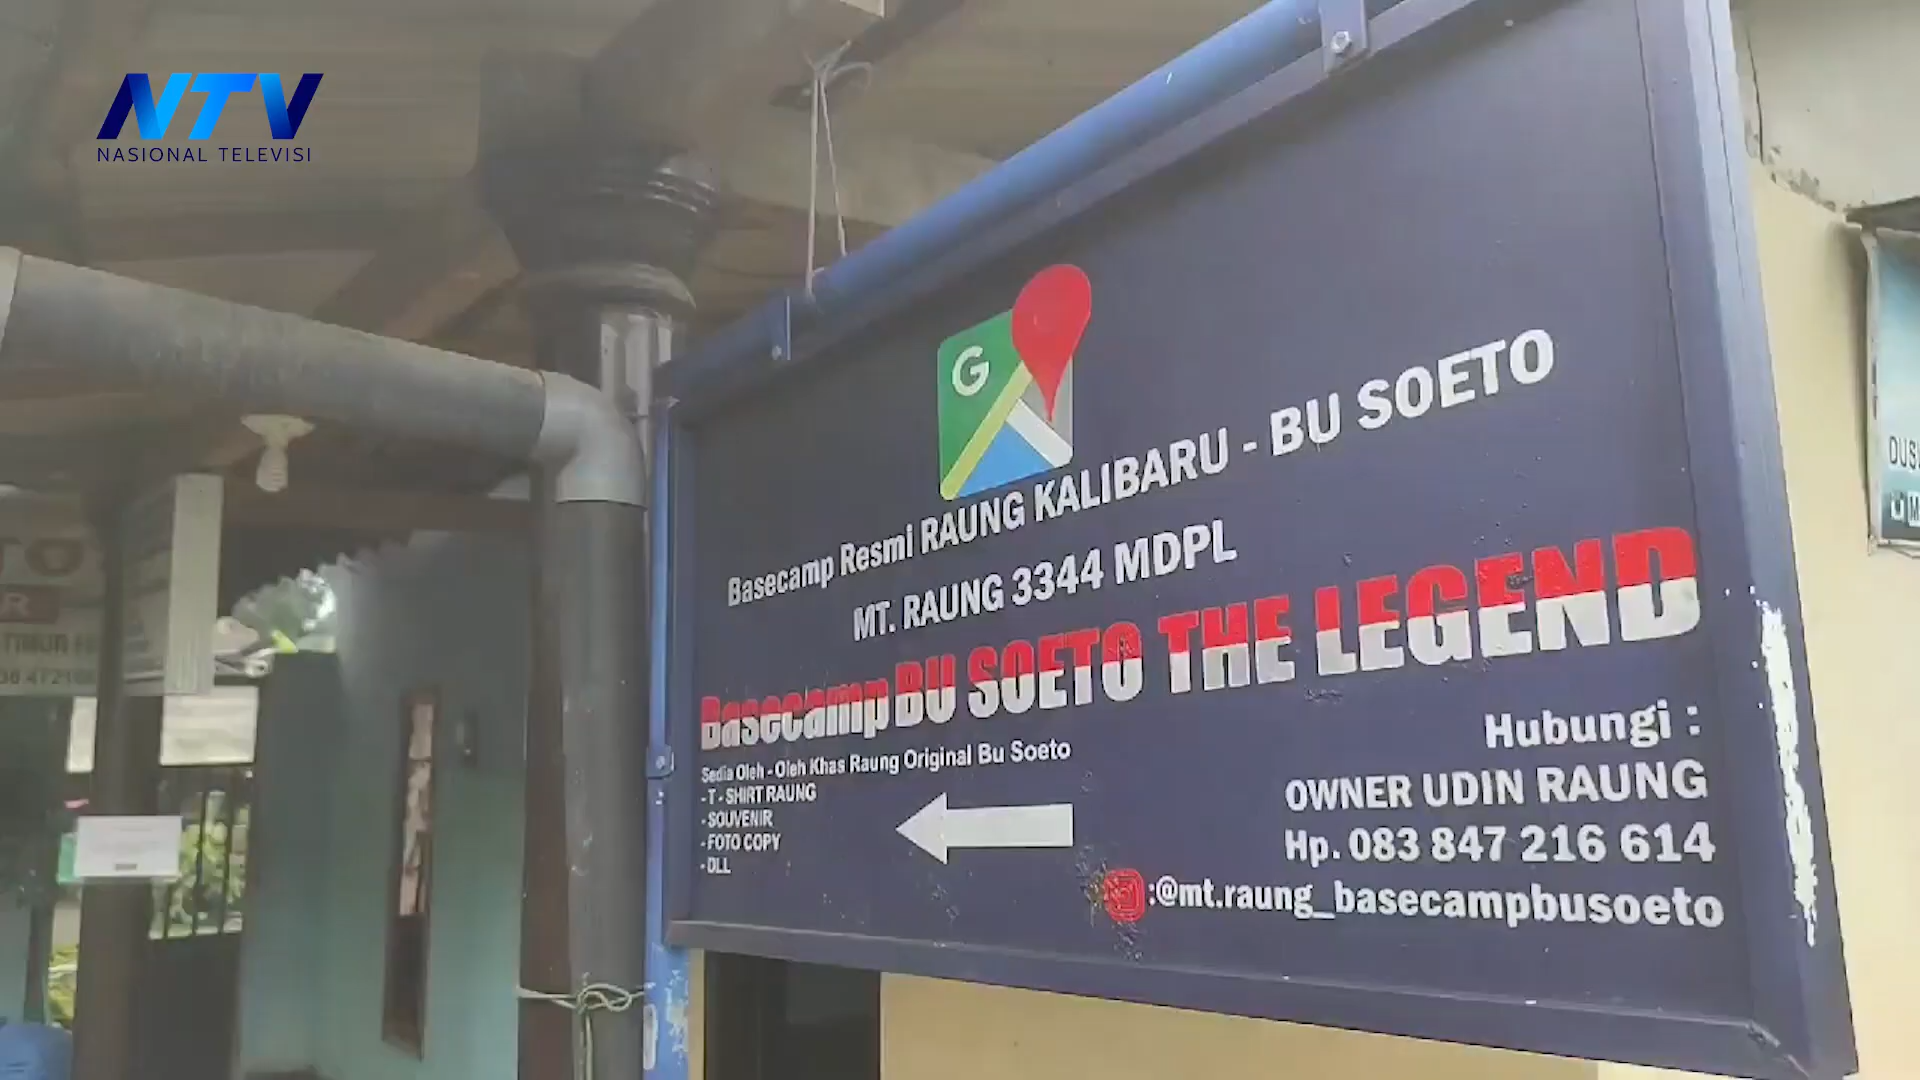 NTV
NASIONAL TELEVISI
G
Basecamp Resmi RAUNG KALIBARU - BU SOETO
MT. RAUNG 3344 MDPL
Basecamp BU SOETO THE LEGEND
Sedia Oleh - Oleh Khas Raung Original Bu Soeto
- T - SHIRT RAUNG
- SOUVENIR
- FOTO COPY
- DLL
Hubungi :
OWNER UDIN RAUNG
Hp. 083 847 216 614
:@mt.raung_basecampbusoeto
TIMUR